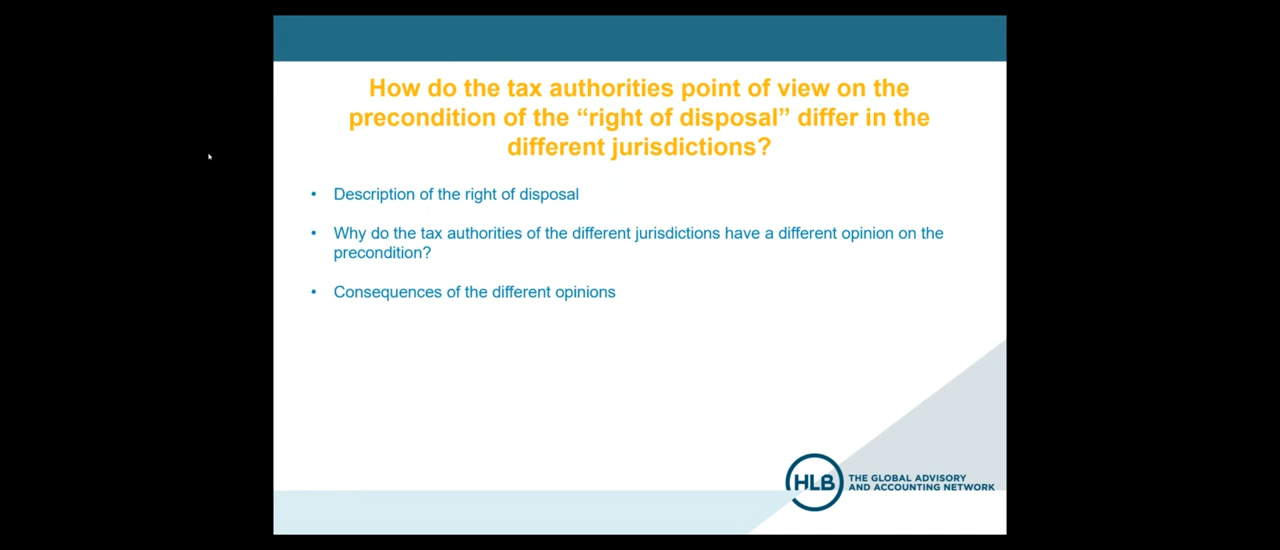 How do the tax authorities point of view on the
precondition of the “right of disposal” differ in the
different jurisdictions?
• Description of the right of disposal
• Why do the tax authorities of the different jurisdictions have a different opinion on the
precondition?
• Consequences of the different opinions
HLB
THE GLOBAL ADVISORY
AND ACCOUNTING NETWORK